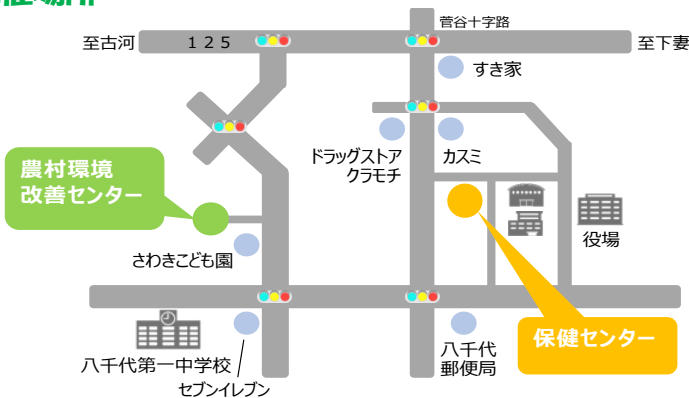 菅谷十字路
至古河
125
至下妻
すき家
ドラッグストア
クラモチ
カスミ
農村環境
改善センター
役場
さわきこども園
保健センター
八千代
郵便局
八千代第一中学校
セブンイレブン